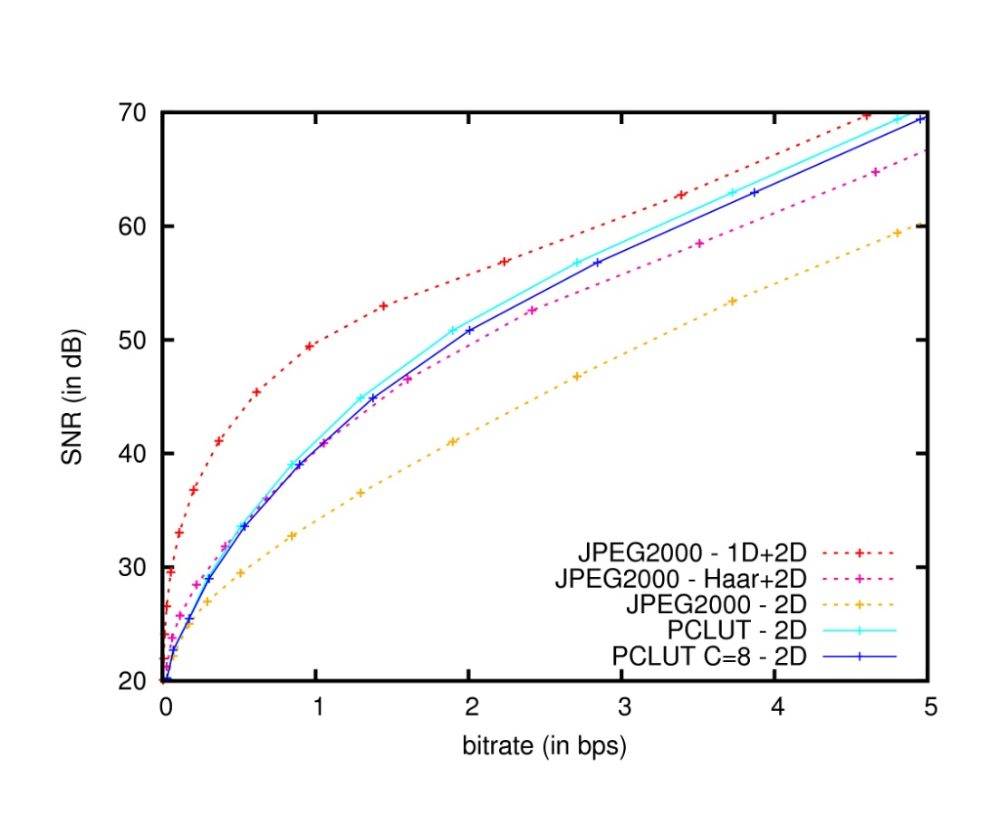 70
60
50
40
30
20
SNR (in dB)
JPEG2000 - 1D+2D
JPEG2000 - Haar+2D
JPEG2000 - 2D
PCLUT - 2D
PCLUT C=8 - 2D
0 1 2 3 4 5
bitrate (in bps)